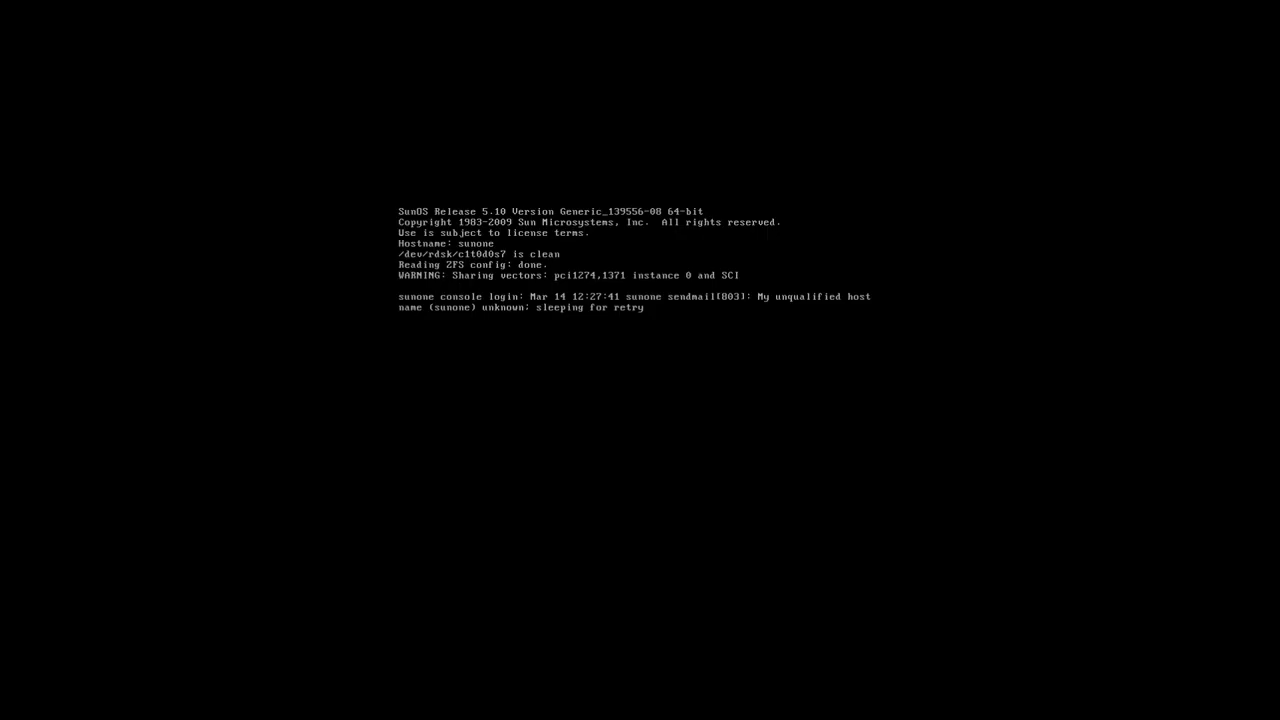 SunOS Release 5.10 Version Generic_139556-08 64-bit
Copyright 1983-2009 Sun Microsystems, Inc.  All rights reserved.
Use is subject to license terms.
Hostname: sunone
/dev/rdsk/c1t0d0s7 is clean
Reading ZFS config: done.
WARNING: Sharing vectors: pci1274,1371 instance 0 and SCI
sunone console login: Mar 14 12:27:41 sunone sendmail[803]: My unqualified host
name (sunone) unknown; sleeping for retry